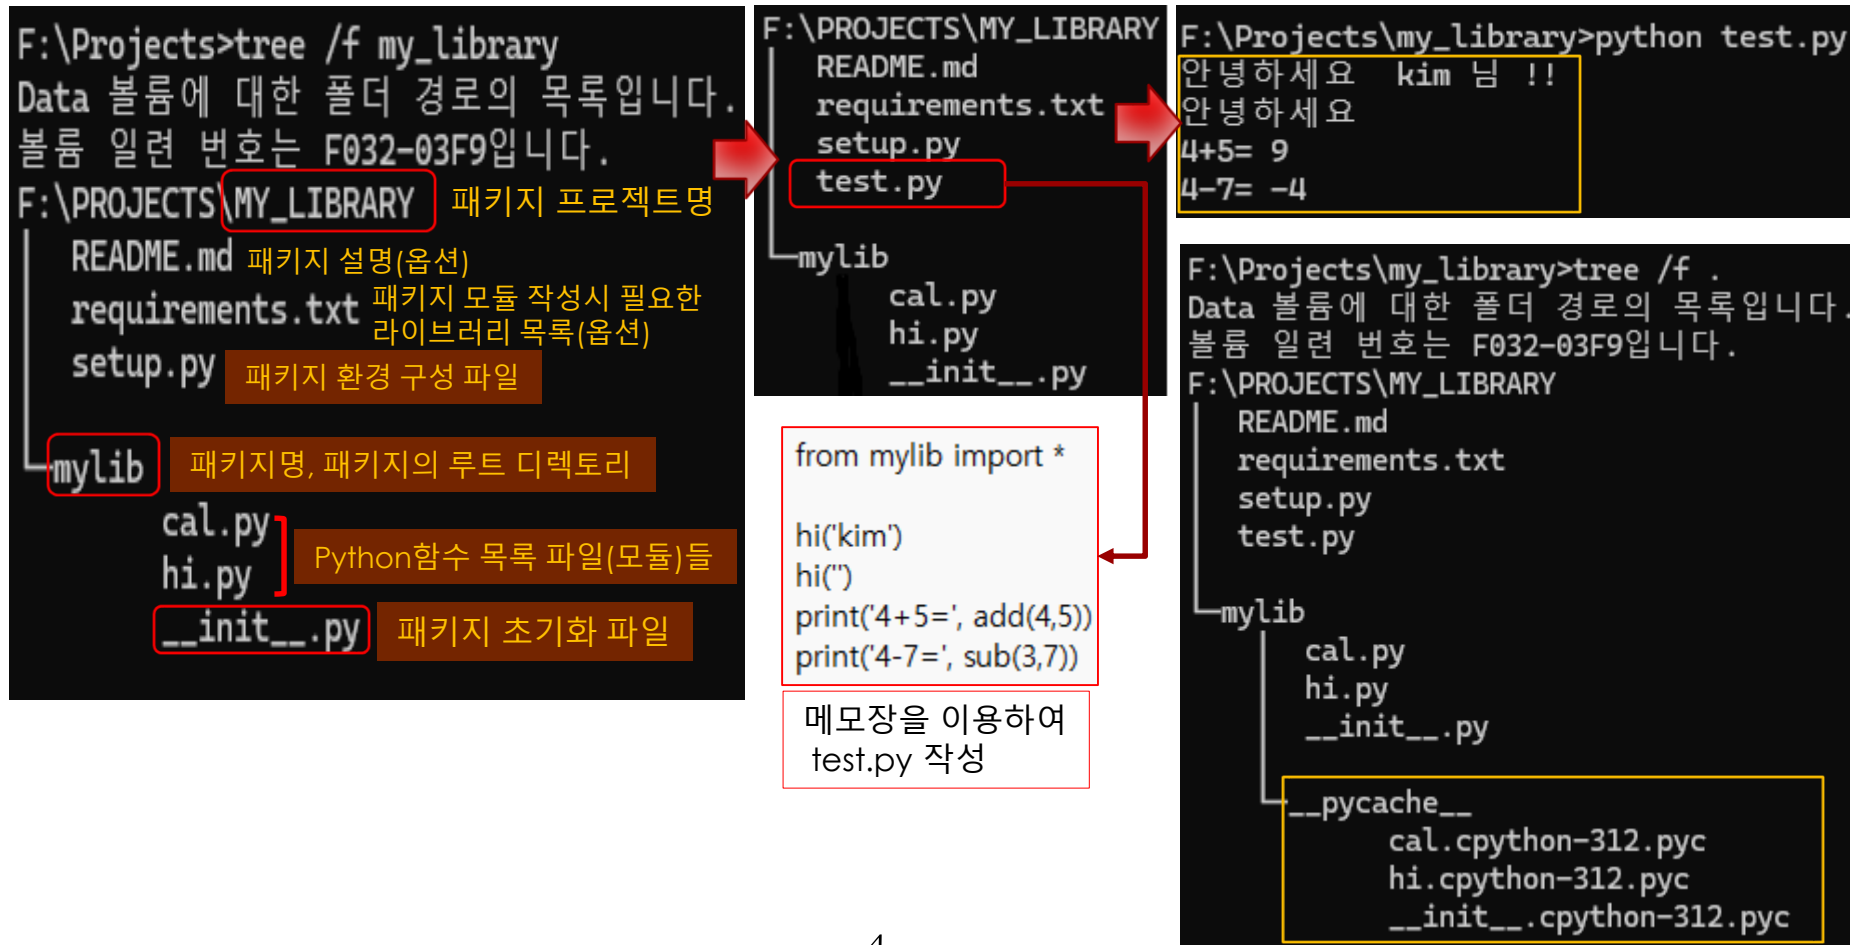 F:\Projects>tree /f my_library
Data 볼륨에 대한 폴더 경로의 목록입니다.
볼륨 일련 번호는 F032-03F9입니다.
F:\PROJECTS\MY_LIBRARY 패키지 프로젝트명
README.md 패키지 설명(옵션)
requirements.txt 패키지 모듈 작성시 필요한
라이브러리 목록(옵션)
setup.py 패키지 환경 구성 파일
mylib 패키지명, 패키지의 루트 디렉토리
cal.py
hi.py
Python함수 목록 파일(모듈)들
__init__.py 패키지 초기화 파일
F:\PROJECTS\MY_LIBRARY
README.md
requirements.txt
setup.py
test.py
mylib
cal.py
hi.py
__init__.py
from mylib import *
hi('kim')
hi('')
print('4+5=', add(4,5))
print('4-7=', sub(3,7))
메모장을 이용하여
test.py 작성
F:\Projects\my_library>python test.py
안녕하세요  kim 님 !!
안녕하세요
4+5= 9
4-7= -4
F:\Projects\my_library>tree /f .
Data 볼륨에 대한 폴더 경로의 목록입니다.
볼륨 일련 번호는 F032-03F9입니다.
F:\PROJECTS\MY_LIBRARY
README.md
requirements.txt
setup.py
test.py
mylib
cal.py
hi.py
__init__.py
__pycache__
cal.cpython-312.pyc
hi.cpython-312.pyc
__init__.cpython-312.pyc
4